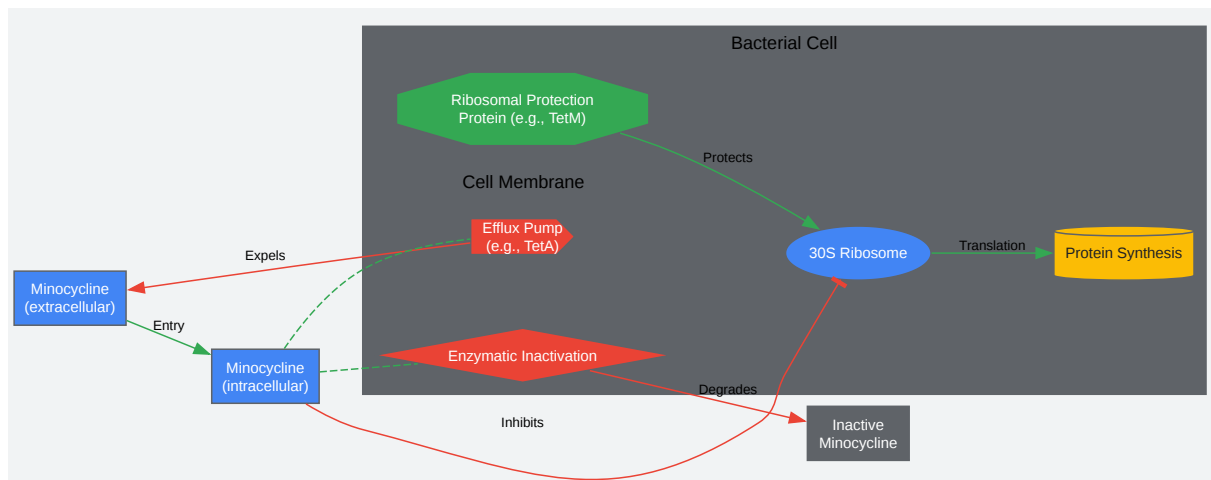 Bacterial Cell
Ribosomal Protection
Protein (e.g., TetM)
Protects
Cell Membrane
Efflux Pump
(e.g., TetA)
Expels
30S Ribosome
Translation
Protein Synthesis
Minocycline
(extracellular)
Entry
Minocycline
(intracellular)
Enzymatic Inactivation
Degrades
Inhibits
Inactive
Minocycline